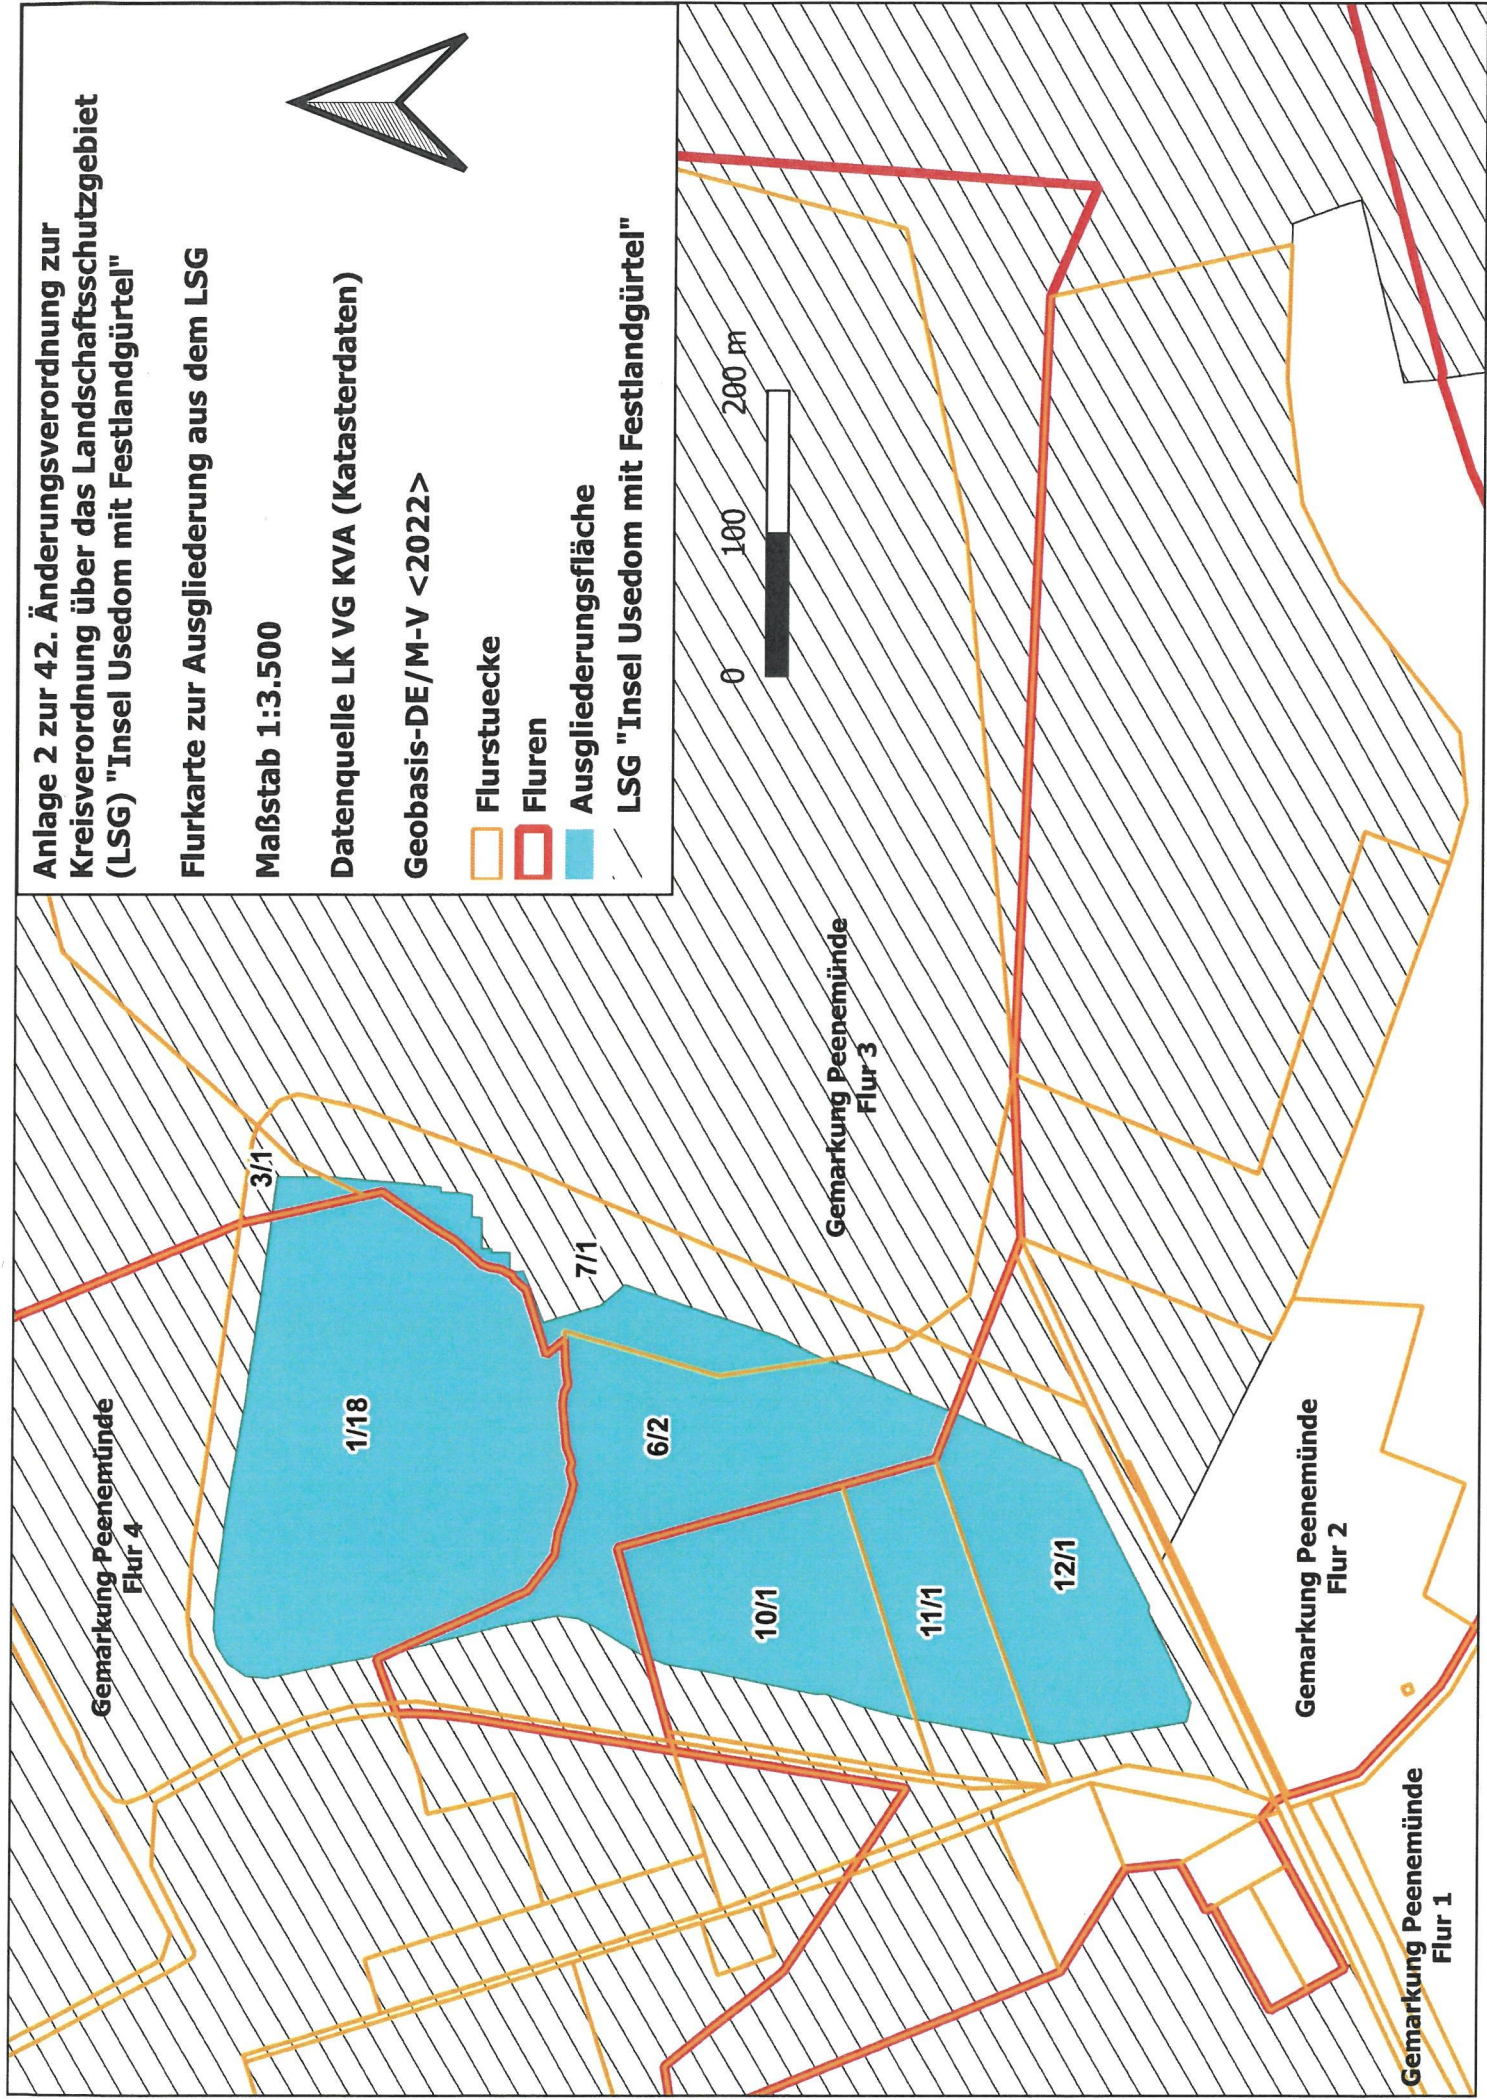 Anlage 2 zur 42. Änderungsverordnung zur
Kreisverordnung über das Landschaftsschutzgebiet
(LSG) "Insel Usedom mit Festlandgürtel"
Flurkarte zur Ausgliederung aus dem LSG
Maßstab 1:3.500
Datenquelle LK VG KVA (Katasterdaten)
Geobasis-DE/M-V <2022>
Flurstuecke
Fluren
Ausgliederungsfläche
LSG "Insel Usedom mit Festlandgürtel"
0 100 200 m
Gemarkung Peenemünde
Flur 4
3/1
1/18
7/1
6/2
Gemarkung Peenemünde
Flur 3
10/1
11/1
12/1
Gemarkung Peenemünde
Flur 2
Gemarkung Peenemünde
Flur 1